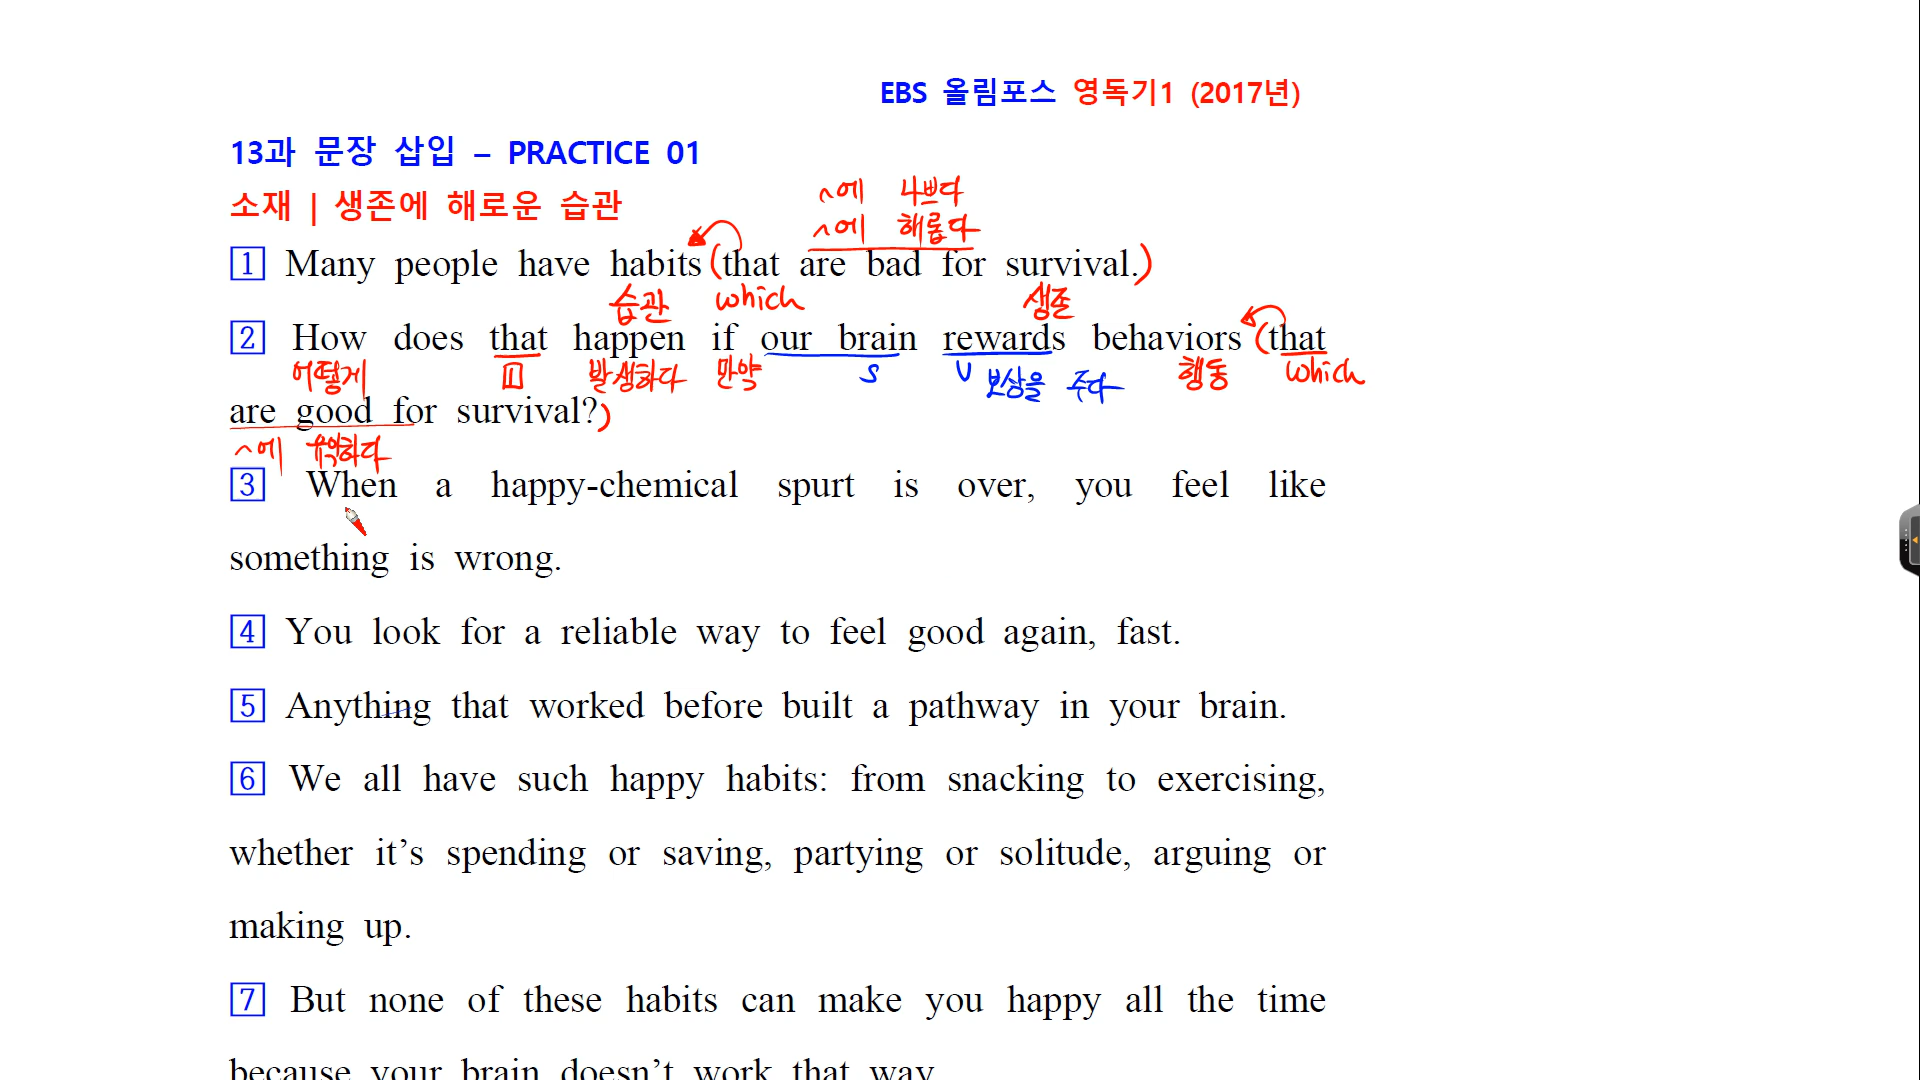 EBS 올림포스 영독기1 (2017년)
13과 문장 삽입 – PRACTICE 01
~에 나쁘다
소재 | 생존에 해로운 습관
~에 해롭다
1 Many people have habits (that are bad for survival.)
습관 which 생존
2 How does that happen if our brain rewards behaviors (that
어떻게 1 발생하다 만약 S V 보상을 주다 행동 which
are good for survival?)
~에 유익하다
3 When a happy-chemical spurt is over, you feel like
something is wrong.
4 You look for a reliable way to feel good again, fast.
5 Anything that worked before built a pathway in your brain.
6 We all have such happy habits: from snacking to exercising,
whether it’s spending or saving, partying or solitude, arguing or
making up.
7 But none of these habits can make you happy all the time
because your brain doesn’t work that way.